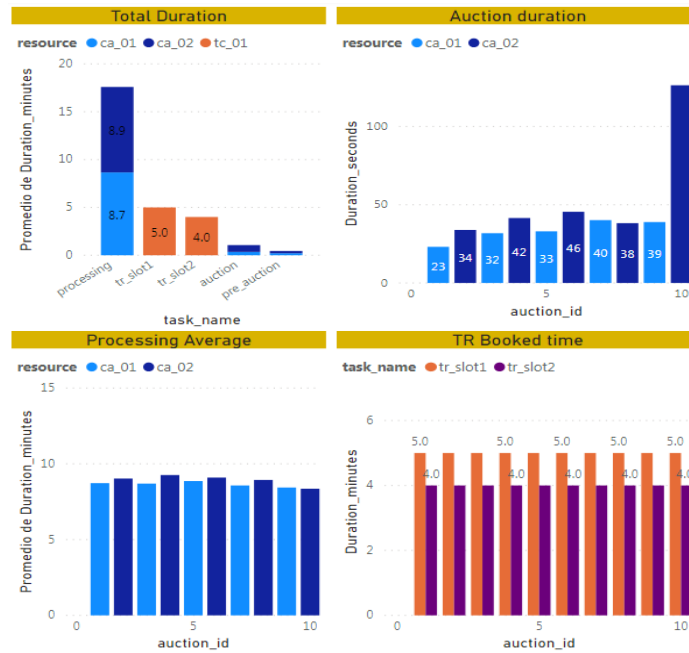 Total Duration
resource ca_01 ca_02 tc_01
Promedio de Duration_minutes
20
15
10
5
0
8.9
8.7
5.0
4.0
processing
tr_slot1
tr_slot2
auction
pre_auction
task_name
Auction duration
resource ca_01 ca_02
Duration_seconds
100
50
0
23
34
32
42
33
46
40
38
39
5
10
auction_id
Processing Average
resource ca_01 ca_02
Promedio de Duration_minutes
15
10
5
0
0 5 10
auction_id
TR Booked time
task_name tr_slot1 tr_slot2
Duration_minutes
6
4
2
0
5.0 5.0 5.0 5.0 5.0
4.0 4.0 4.0 4.0 4.0
0 5 10
auction_id